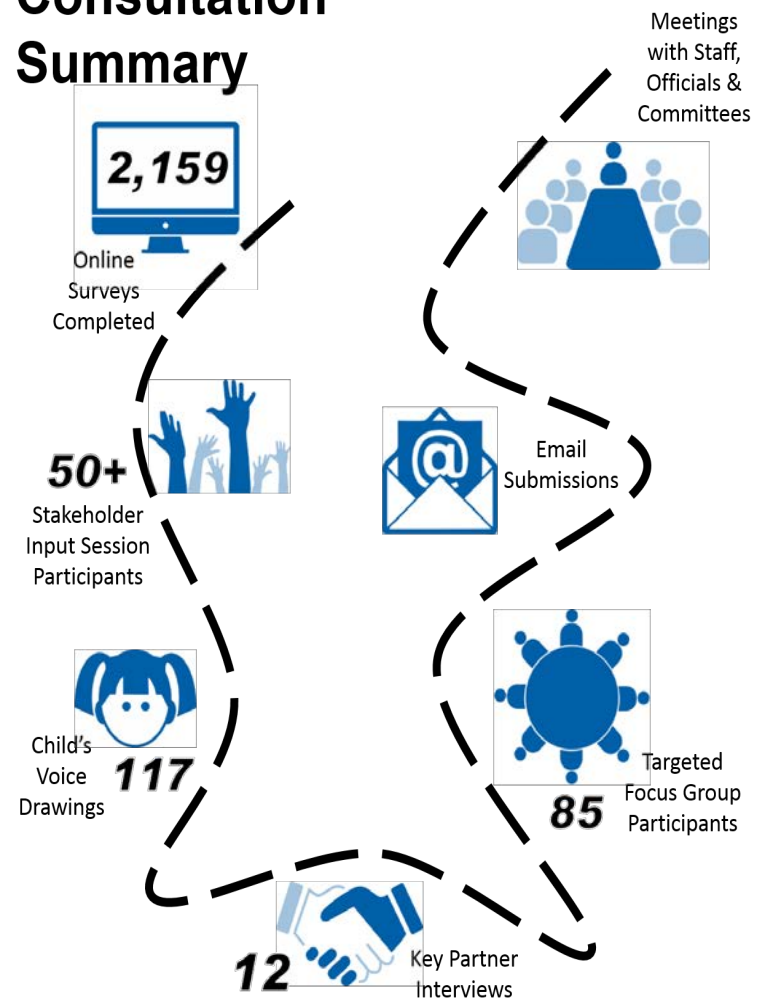 Consultation
Summary
2,159
Online
Surveys
Completed
50+
Stakeholder
Input Session
Participants
Child's
Voice
Drawings
117
12
Key Partner
Interviews
85
Targeted
Focus Group
Participants
@
Email
Submissions
Meetings
with Staff,
Officials &
Committees